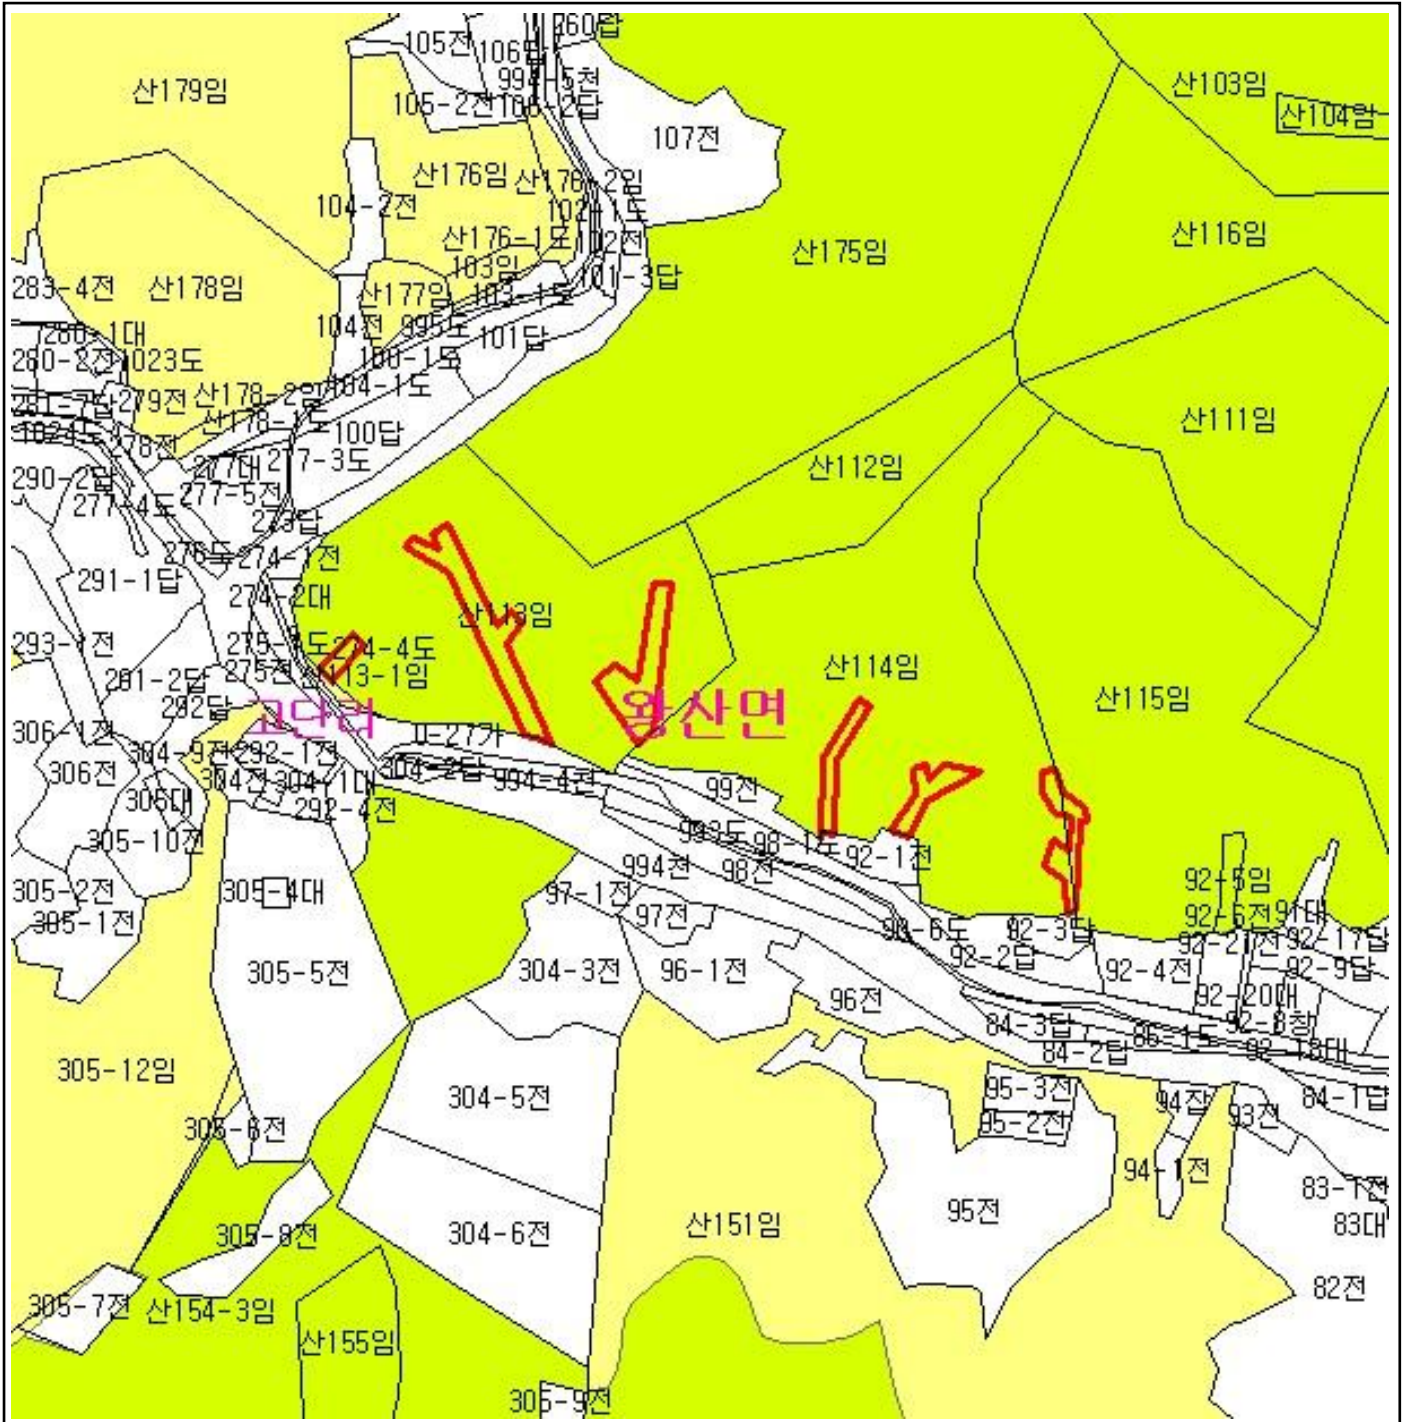 105전
106답
산179임
994-5천
산103임
105-2전
106-2답
산104임
107전
산176임
산176-2임
104-2전
102-1도
산176-1도
102전
산116임
산175임
103임
101-3답
283-4전
산178임
산177임
103-1도
104전
995도
280-1대
101답
280-2전
1023도
100-1도
104-1도
279전
산178-2임
281-7답
산178-1도
산111임
100답
278전
277대
277-3도
산112임
290-2답
277-5전
277-4도
273답
276도
274-1전
291-1답
274-2대
산113임
293-1전
274-4도
275전
산113-1임
산114임
291-2답
292답
고단리
왕산면
산115임
306-1전
0-27가
304-9전
292-1전
306전
304전
304-1대
304-2답
994-4전
99전
305대
292-4전
993도
98-1도
305-10전
92-1전
994천
98전
305-2전
305-4대
97-1전
92-5임
305-1전
97전
92-6전
91대
92-3답
92-17답
92-2답
305-5전
304-3전
96-1전
92-4전
92-9답
96전
92-20대
84-3답
86-1도
92-18대
305-12임
84-2답
304-5전
95-3전
94잡
93전
84-1답
305-6전
95-2전
94-1전
83-1전
305-8전
304-6전
산151임
95전
83대
305-7전
산154-3임
82전
산155임
305-9전